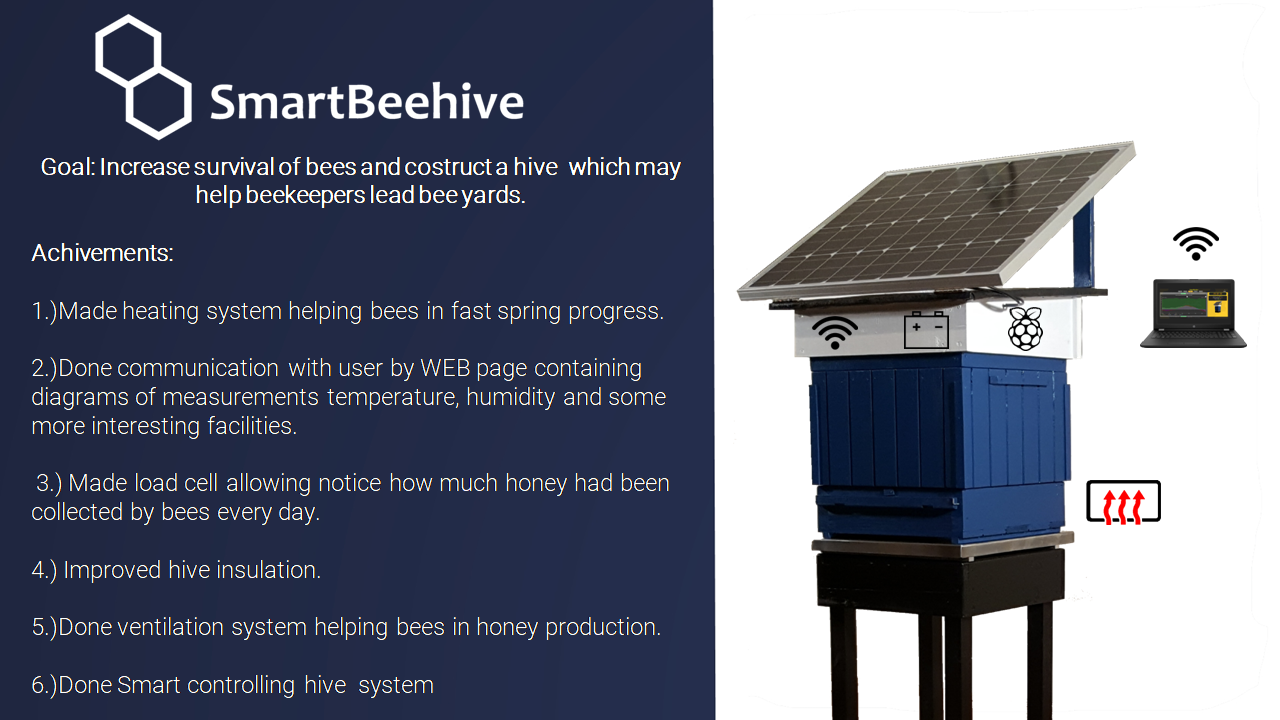 SmartBeehive
Goal: Increase survival of bees and costruct a hive which may
help beekeepers lead bee yards.
Achivements:
1.)Made heating system helping bees in fast spring progress.
2.)Done communication with user by WEB page containing
diagrams of measurements temperature, humidity and some
more interesting facilities.
3.) Made load cell allowing notice how much honey had been
collected by bees every day.
4.) Improved hive insulation.
5.)Done ventilation system helping bees in honey production.
6.)Done Smart controlling hive system